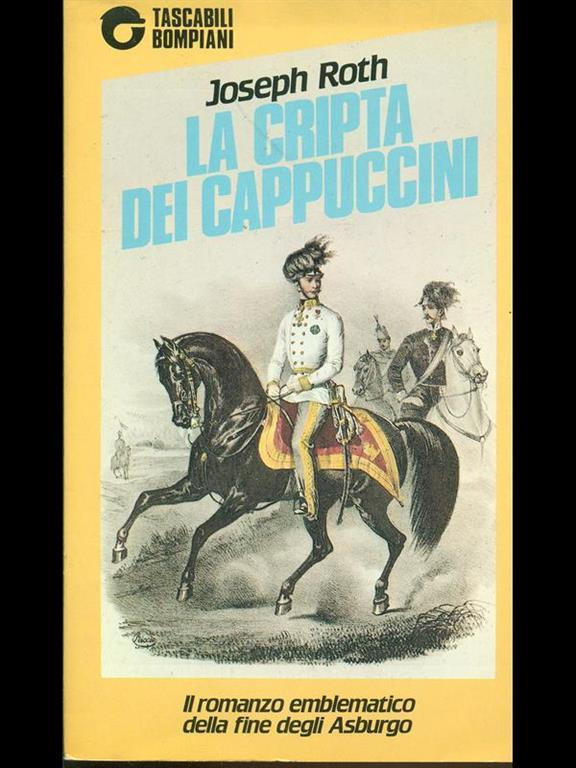 TASCABILI
BOMPIANI
Joseph Roth
LA CRIPTA
DEI CAPPUCCINI
Il romanzo emblematico
della fine degli Asburgo